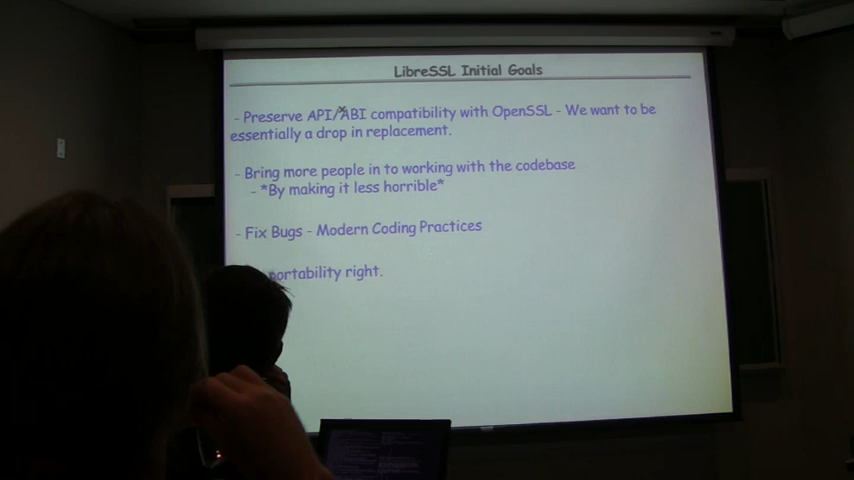 LibreSSL Initial Goals
- Preserve API/ABI compatibility with OpenSSL - We want to be
essentially a drop in replacement.
- Bring more people in to working with the codebase
- *By making it less horrible*
- Fix Bugs - Modern Coding Practices
portability right.